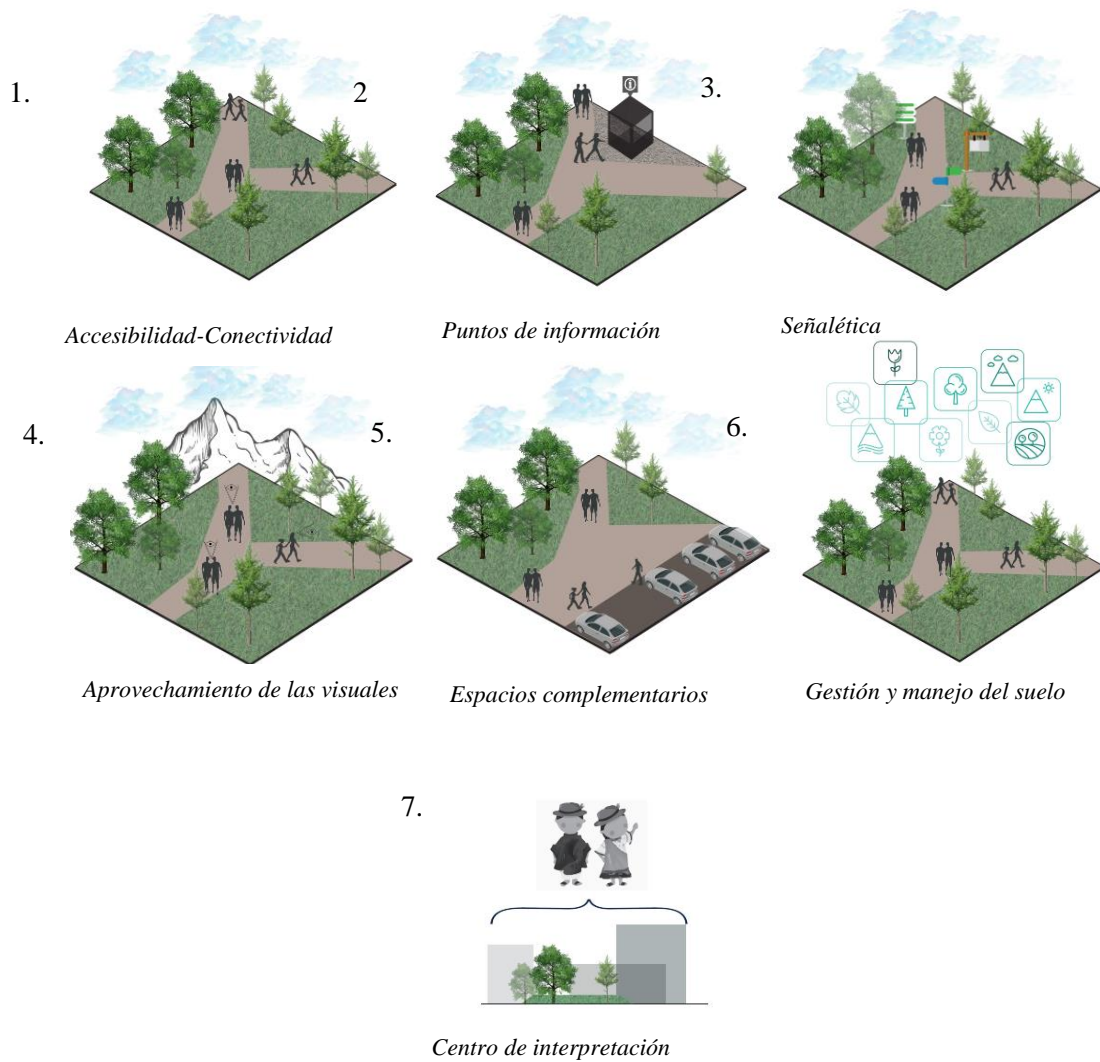 1.
2
3.
Accesibilidad-Conectividad
Puntos de información
Señalética
4.
5.
6.
Aprovechamiento de las visuales
Espacios complementarios
Gestión y manejo del suelo
7.
Centro de interpretación